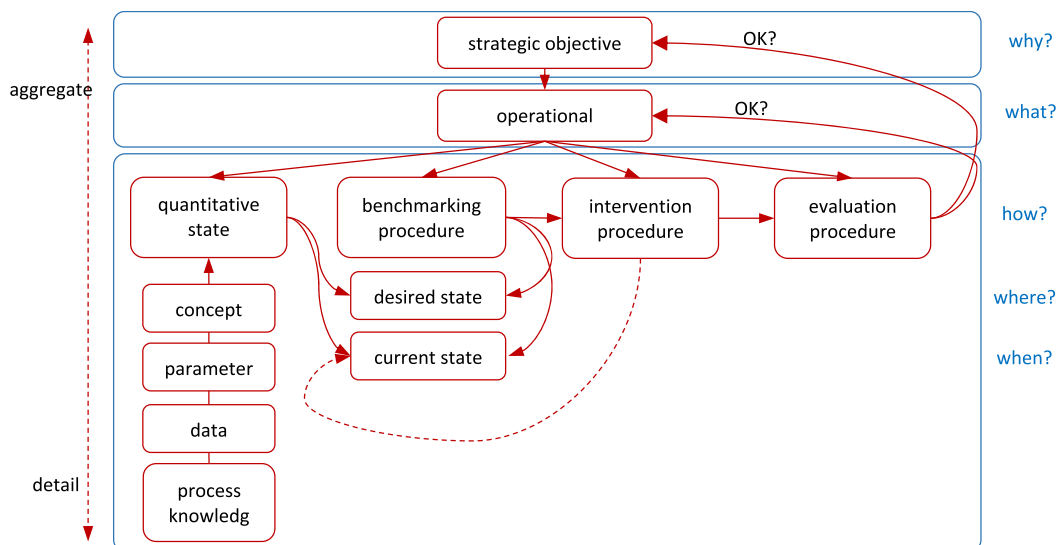 strategic objective
OK?
why?
aggregate
operational
OK?
what?
quantitative
state
benchmarking
procedure
intervention
procedure
evaluation
procedure
how?
concept
desired state
where?
parameter
current state
when?
data
detail
process
knowledg